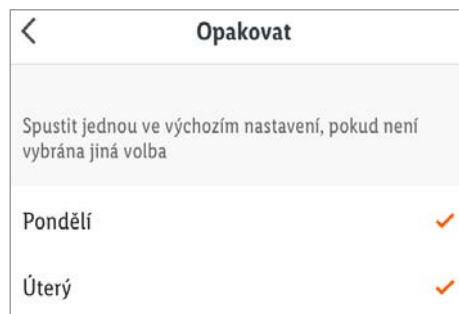 Opakovat
Spustit jednou ve výchozím nastavení, pokud není
vybrána jiná volba
Pondělí
Úterý